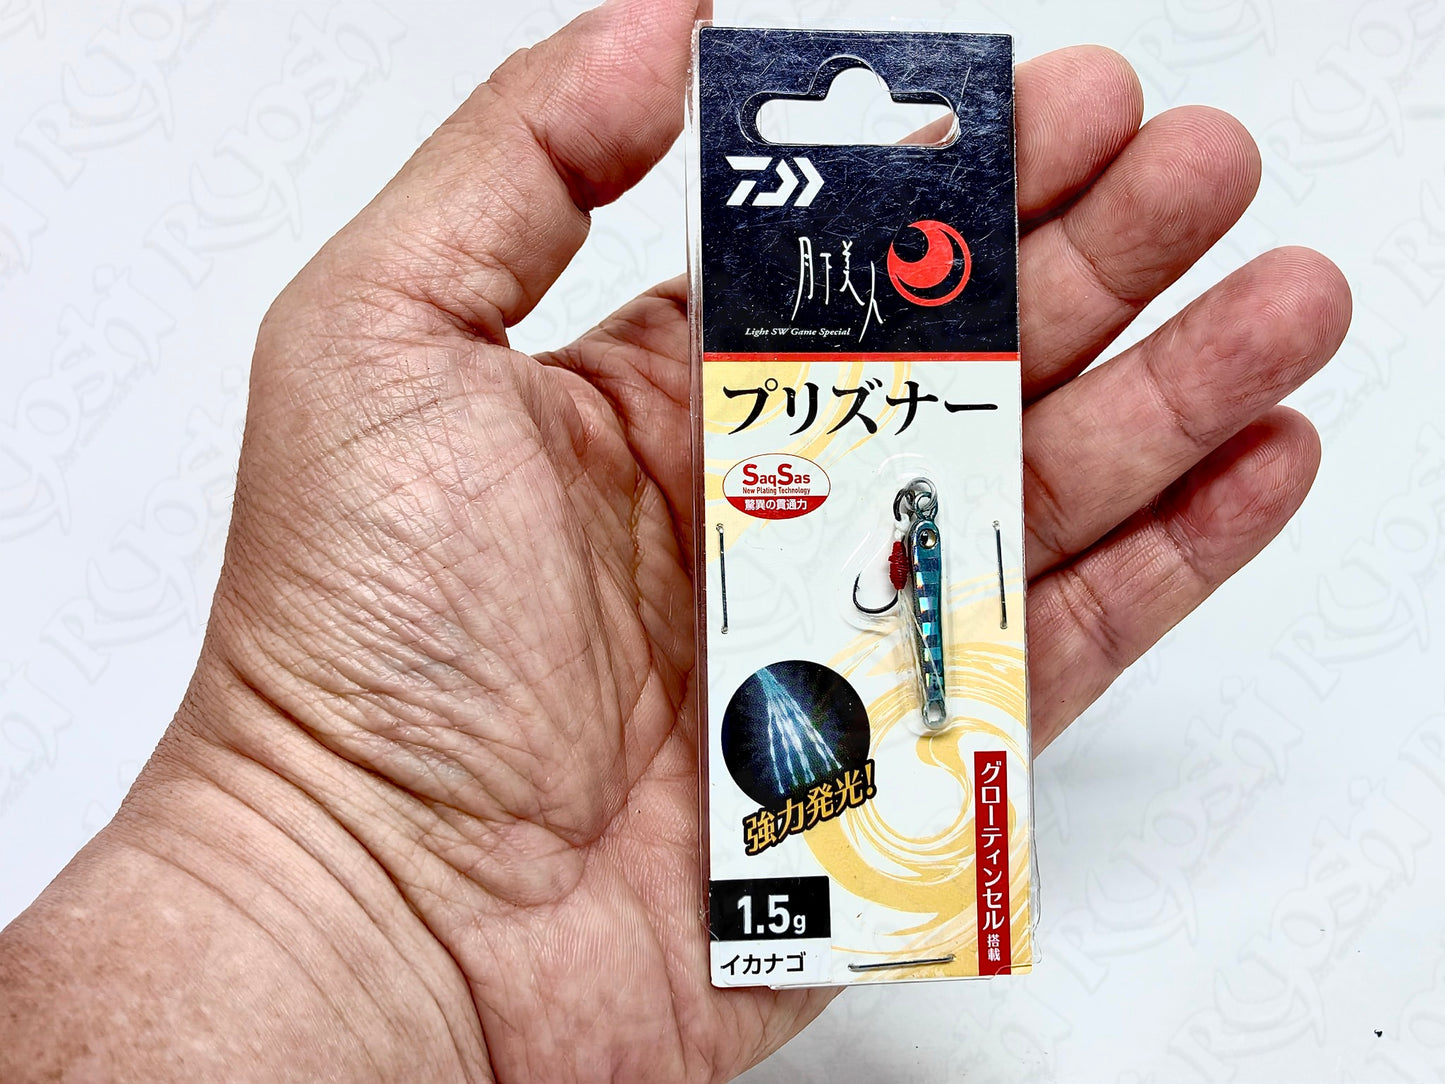 月下美人
Light SW Game Special
プリズナー
SaqSas
New Plating Technology
驚異の貫通力
強力発光!
グローティンセル搭載
1.5g
イカナゴ